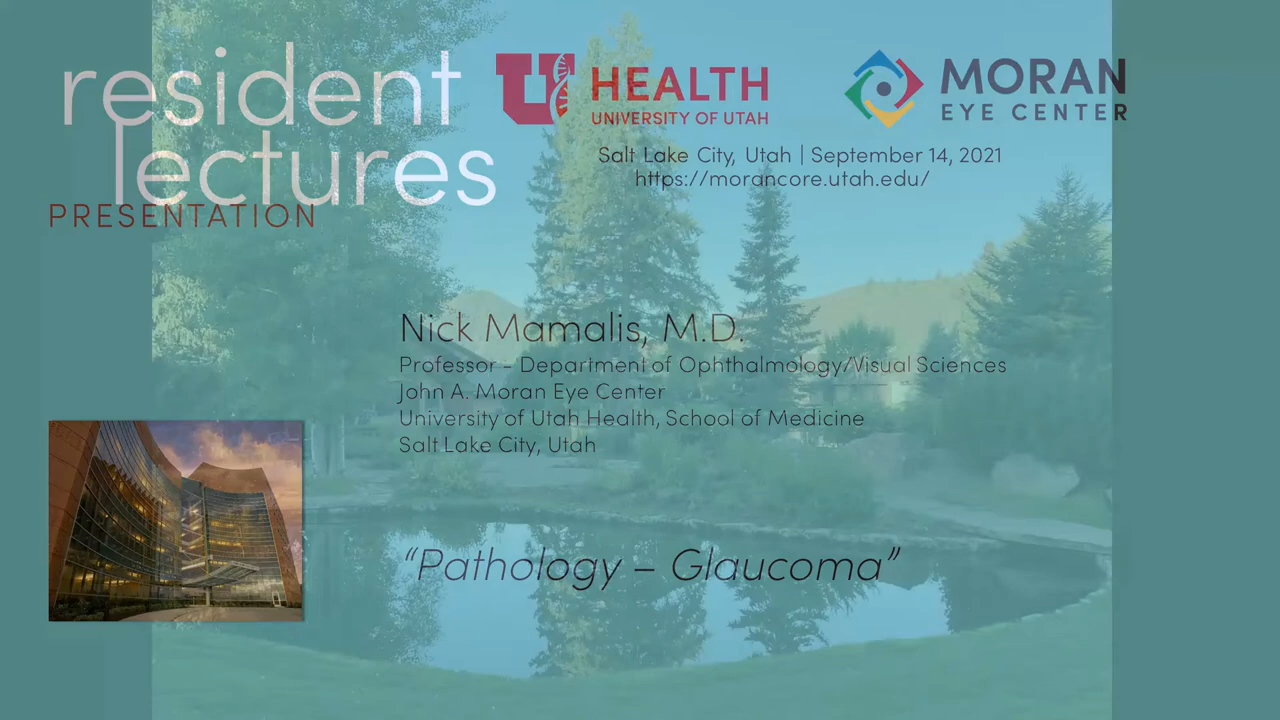 resident
lectures
PRESENTATION
U HEALTH
UNIVERSITY OF UTAH
MORAN
EYE CENTER
Salt Lake City, Utah | September 14, 2021
https://morancore.utah.edu/
Nick Mamalis, M.D.
Professor – Department of Ophthalmology/Visual Sciences
John A. Moran Eye Center
University of Utah Health, School of Medicine
Salt Lake City, Utah
“Pathology – Glaucoma”